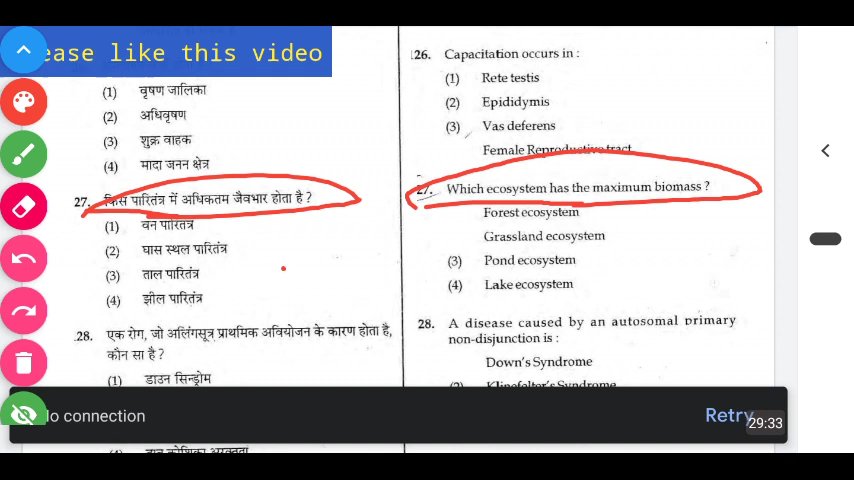 ease like this video
(1) वृषण जालिका
(2) अधिवृषण
(3) शुक्र वाहक
(4) मादा जनन क्षेत्र
27. किस पारितंत्र में अधिकतम जैवभार होता है ?
(1) वन पारितंत्र
(2) घास स्थल पारितंत्र
(3) ताल पारितंत्र
(4) झील पारितंत्र
28. एक रोग, जो अलिंगसूत्र प्राथमिक अवियोजन के कारण होता है,
कौन सा है ?
(1) डाउन सिन्ड्रोम
126. Capacitation occurs in :
(1) Rete testis
(2) Epididymis
(3) Vas deferens
Female Reproductive tract
27. Which ecosystem has the maximum biomass ?
Forest ecosystem
Grassland ecosystem
(3) Pond ecosystem
(4) Lake ecosystem
28. A disease caused by an autosomal primary
non-disjunction is :
Down's Syndrome
(2) Klinefelter's Syndrome
No connection
Retry
29:33